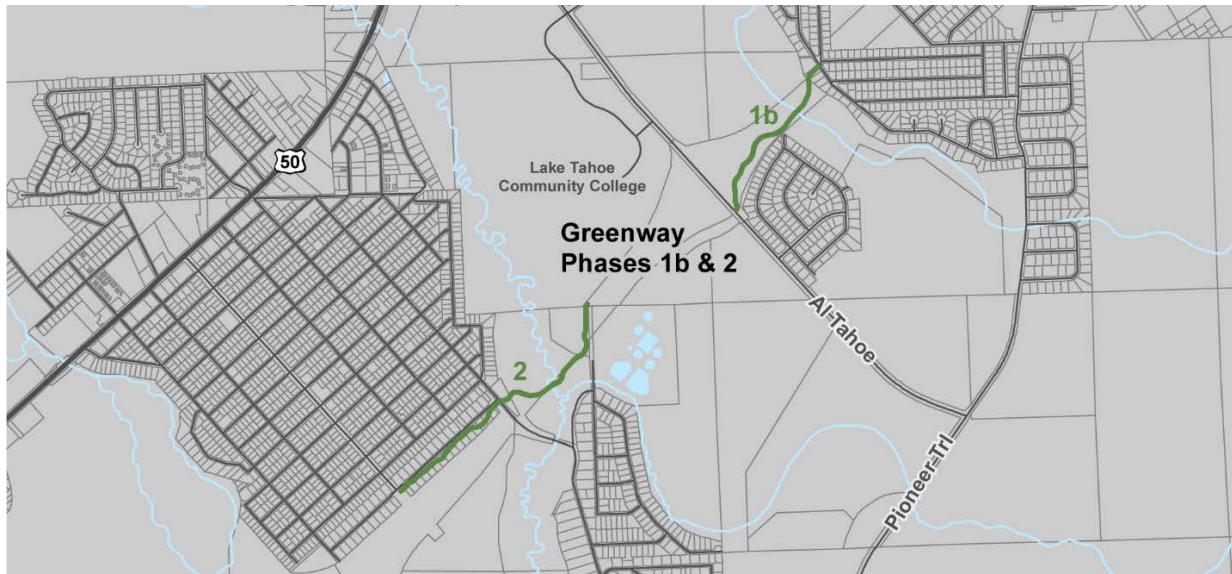 1b
50
Lake Tahoe
Community College
Greenway
Phases 1b & 2
Al Tahoe
2
Pioneer Trl